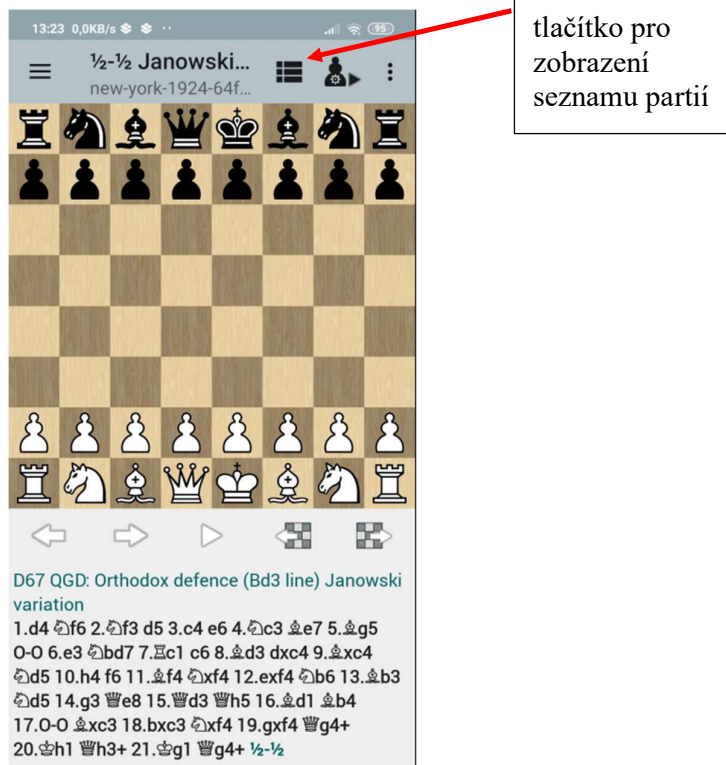 13:23 0,0KB/s ·· 95
½-½ Janowski...
new-york-1924-64f...
tlačítko pro
zobrazení
seznamu partií
D67 QGD: Orthodox defence (Bd3 line) Janowski
variation
1.d4 ♘f6 2.♘f3 d5 3.c4 e6 4.♘c3 ♗e7 5.♗g5
O-O 6.e3 ♘bd7 7.♖c1 c6 8.♗d3 dxc4 9.♗xc4
♘d5 10.h4 f6 11.♗f4 ♘xf4 12.exf4 ♘b6 13.♗b3
♘d5 14.g3 ♕e8 15.♕d3 ♕h5 16.♗d1 ♗b4
17.O-O ♗xc3 18.bxc3 ♘xf4 19.gxf4 ♕g4+
20.♔h1 ♕h3+ 21.♔g1 ♕g4+ ½-½